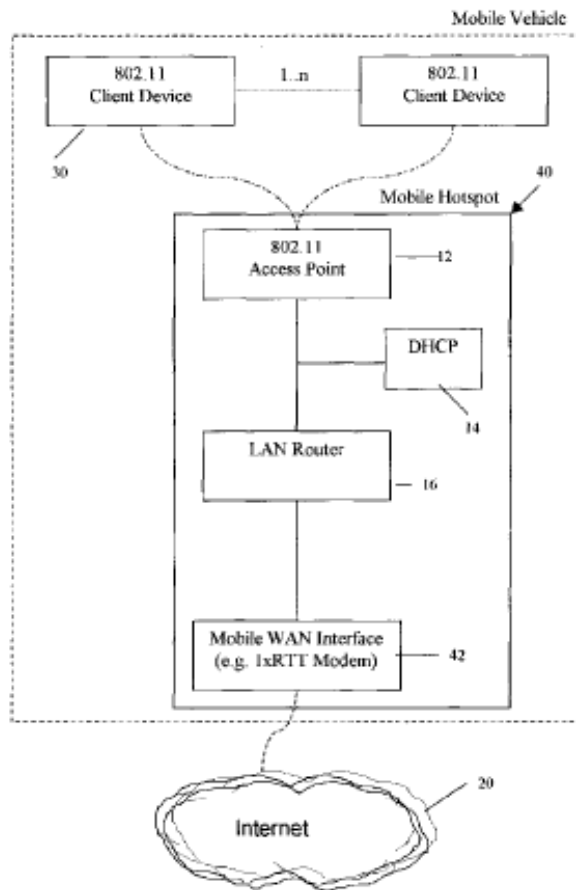 Mobile Vehicle
802.11
Client Device
1..n
802.11
Client Device
30
40
Mobile Hotspot
802.11
Access Point
12
DHCP
14
LAN Router
16
Mobile WAN Interface
(e.g. 1xRTT Modem)
42
20
Internet